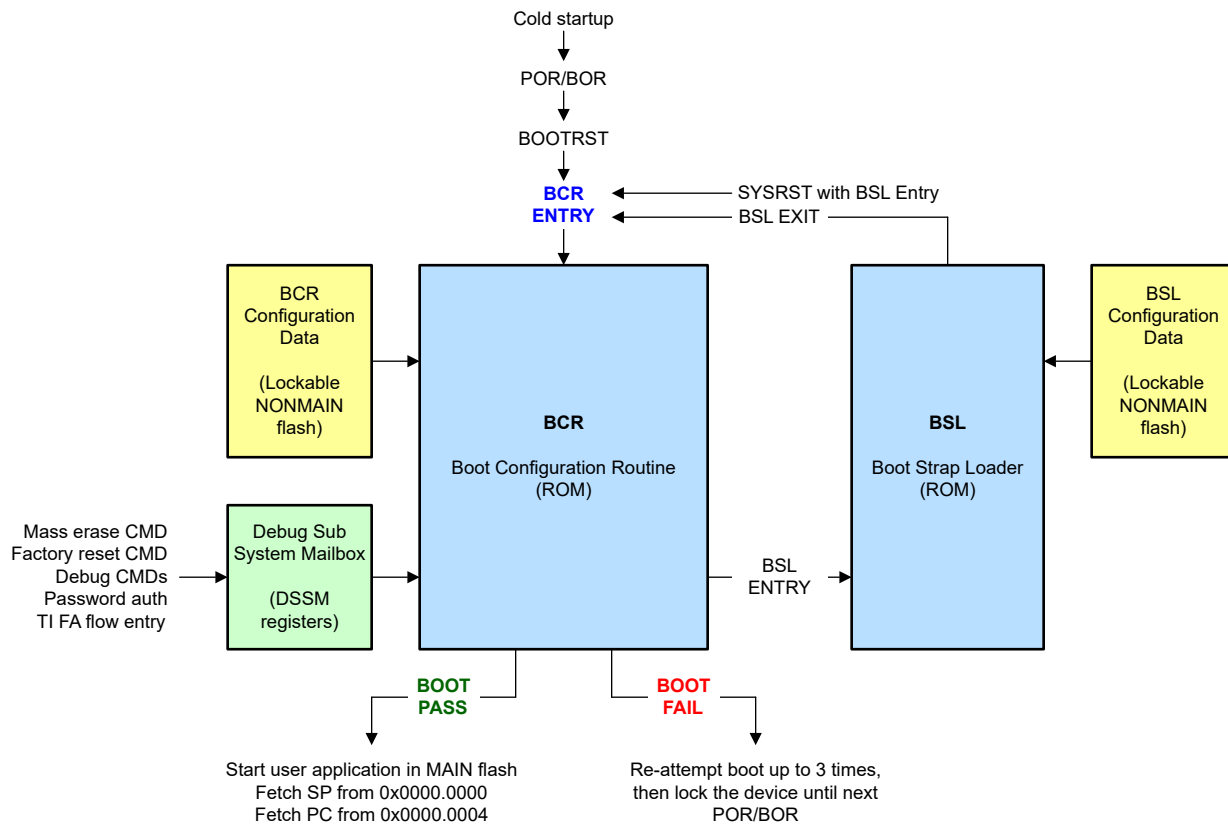 Cold startup
POR/BOR
BOOTRST
BCR
ENTRY
SYSRST with BSL Entry
BSL EXIT
BCR
Configuration
Data
(Lockable
NONMAIN
flash)
BCR
Boot Configuration Routine
(ROM)
BSL
Boot Strap Loader
(ROM)
BSL
Configuration
Data
(Lockable
NONMAIN
flash)
Mass erase CMD
Factory reset CMD
Debug CMDs
Password auth
TI FA flow entry
Debug Sub
System Mailbox
(DSSM
registers)
BSL
ENTRY
BOOT
PASS
BOOT
FAIL
Start user application in MAIN flash
Fetch SP from 0x0000.0000
Fetch PC from 0x0000.0004
Re-attempt boot up to 3 times,
then lock the device until next
POR/BOR